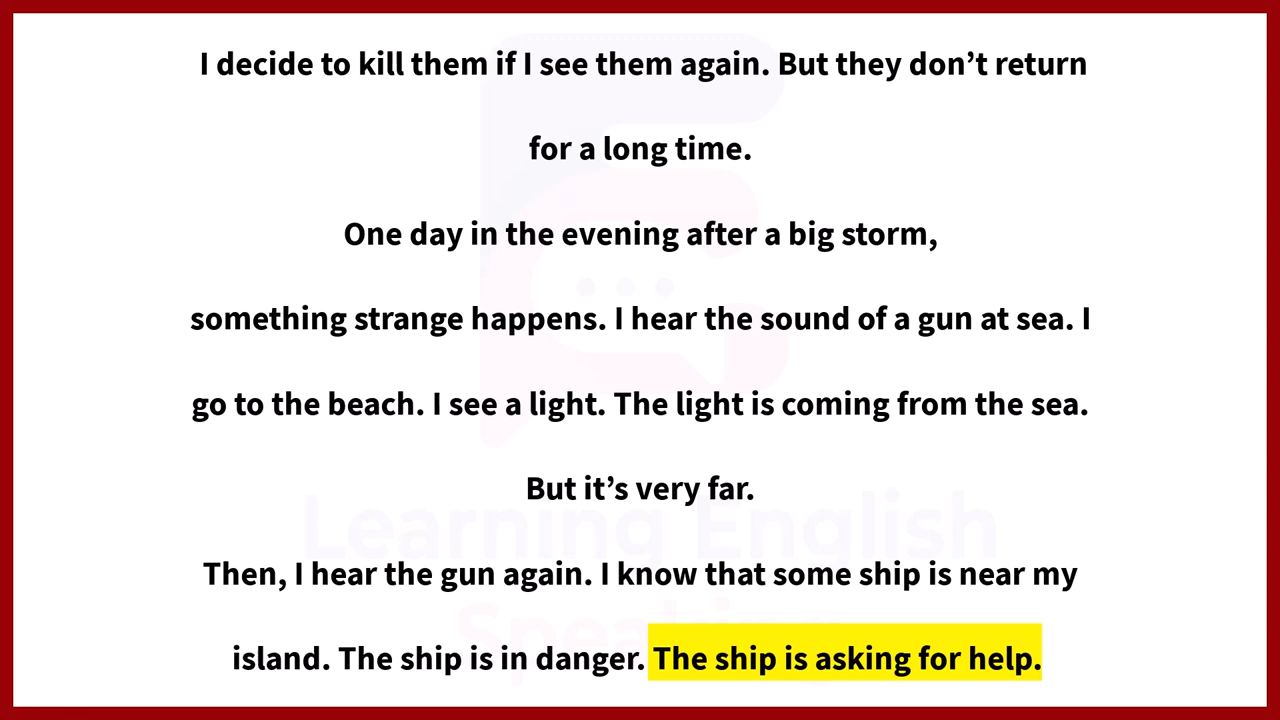 I decide to kill them if I see them again. But they don’t return
for a long time.
One day in the evening after a big storm,
something strange happens. I hear the sound of a gun at sea. I
go to the beach. I see a light. The light is coming from the sea.
But it’s very far.
Learning English
Then, I hear the gun again. I know that some ship is near my
Speaking
island. The ship is in danger. The ship is asking for help.